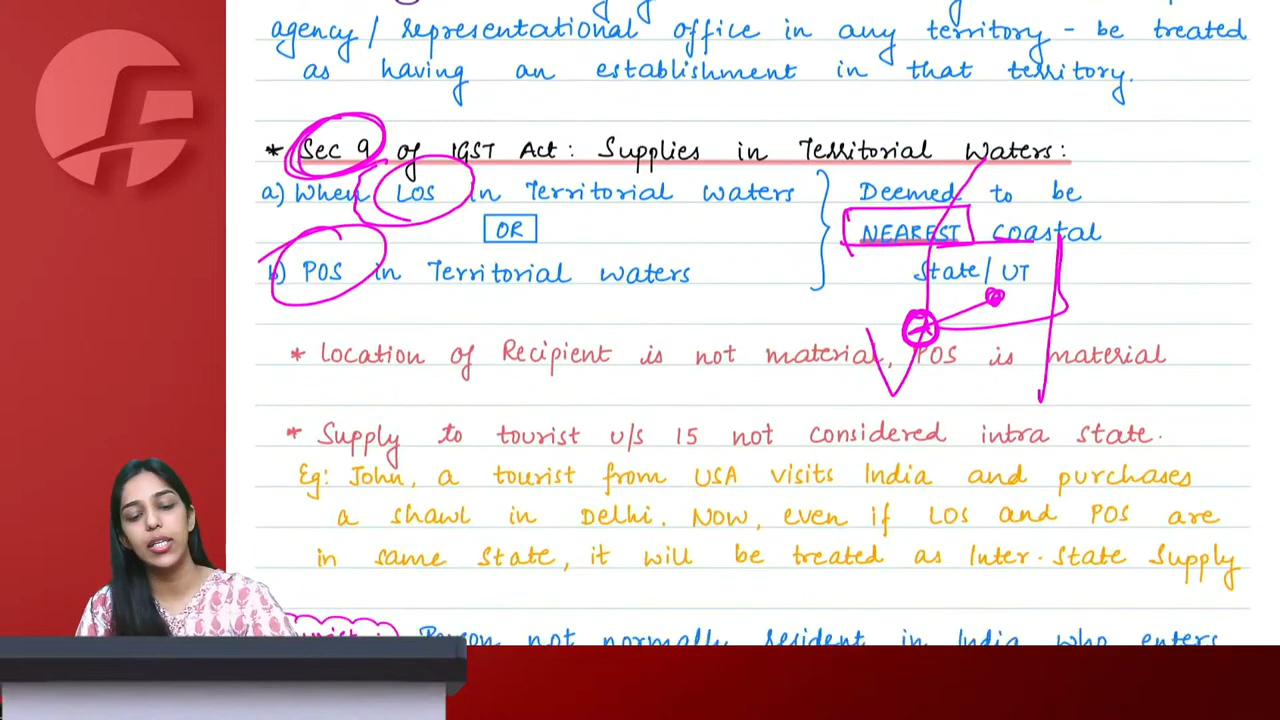 agency / representational office in any territory - be treated
as having an establishment in that territory.
* Sec 9 of IGST Act : Supplies in Territorial Waters :
a) When LOS in Territorial waters
OR
b) POS in Territorial waters
Deemed to be
NEAREST Coastal
State / UT
* Location of Recipient is not material, POS is material
* Supply to tourist u/s 15 not considered intra state.
Eg: John, a tourist from USA visits India and purchases
a shawl in Delhi. Now, even if LOS and POS are
in same state, it will be treated as Inter-State Supply
Person not normally resident in India who enters